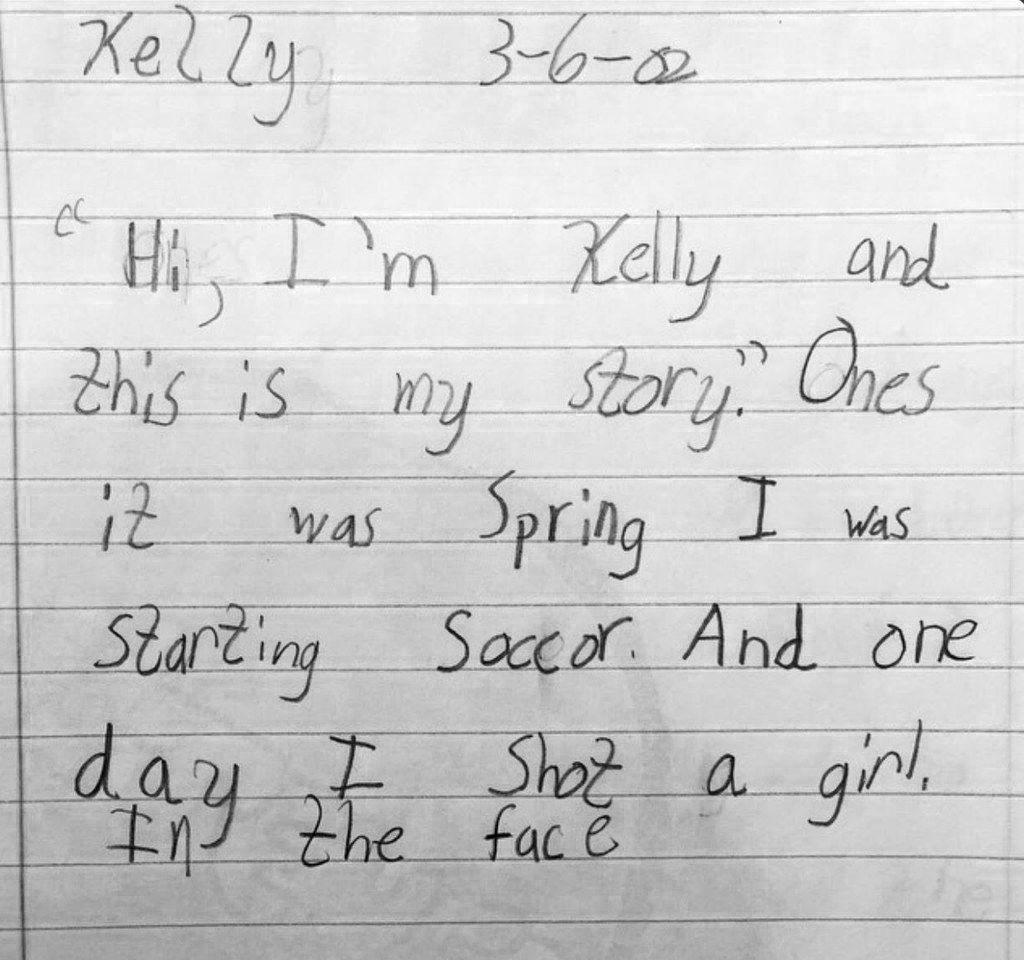 Kelly 3-6-02
"Hi, I'm Kelly and
this is my story." Ones
it was Spring I was
starting Soccor. And one
day I Shot a girl.
In the face